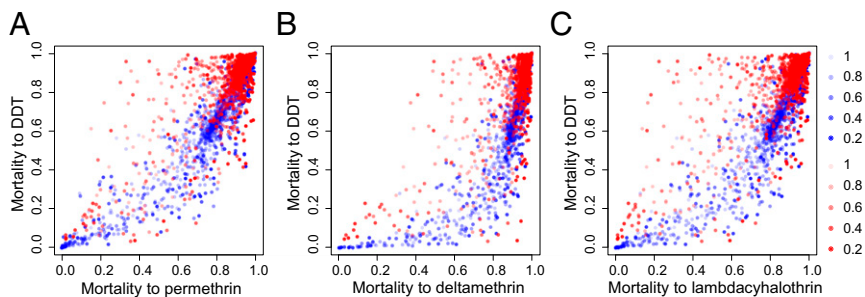 A
B
C
Mortality to DDT
0.0 0.2 0.4 0.6 0.8 1.0
0.0 0.2 0.4 0.6 0.8 1.0
Mortality to permethrin
Mortality to DDT
0.0 0.2 0.4 0.6 0.8 1.0
0.0 0.2 0.4 0.6 0.8 1.0
Mortality to deltamethrin
Mortality to DDT
0.0 0.2 0.4 0.6 0.8 1.0
0.0 0.2 0.4 0.6 0.8 1.0
Mortality to lambdacyhalothrin
1
0.8
0.6
0.4
0.2
1
0.8
0.6
0.4
0.2